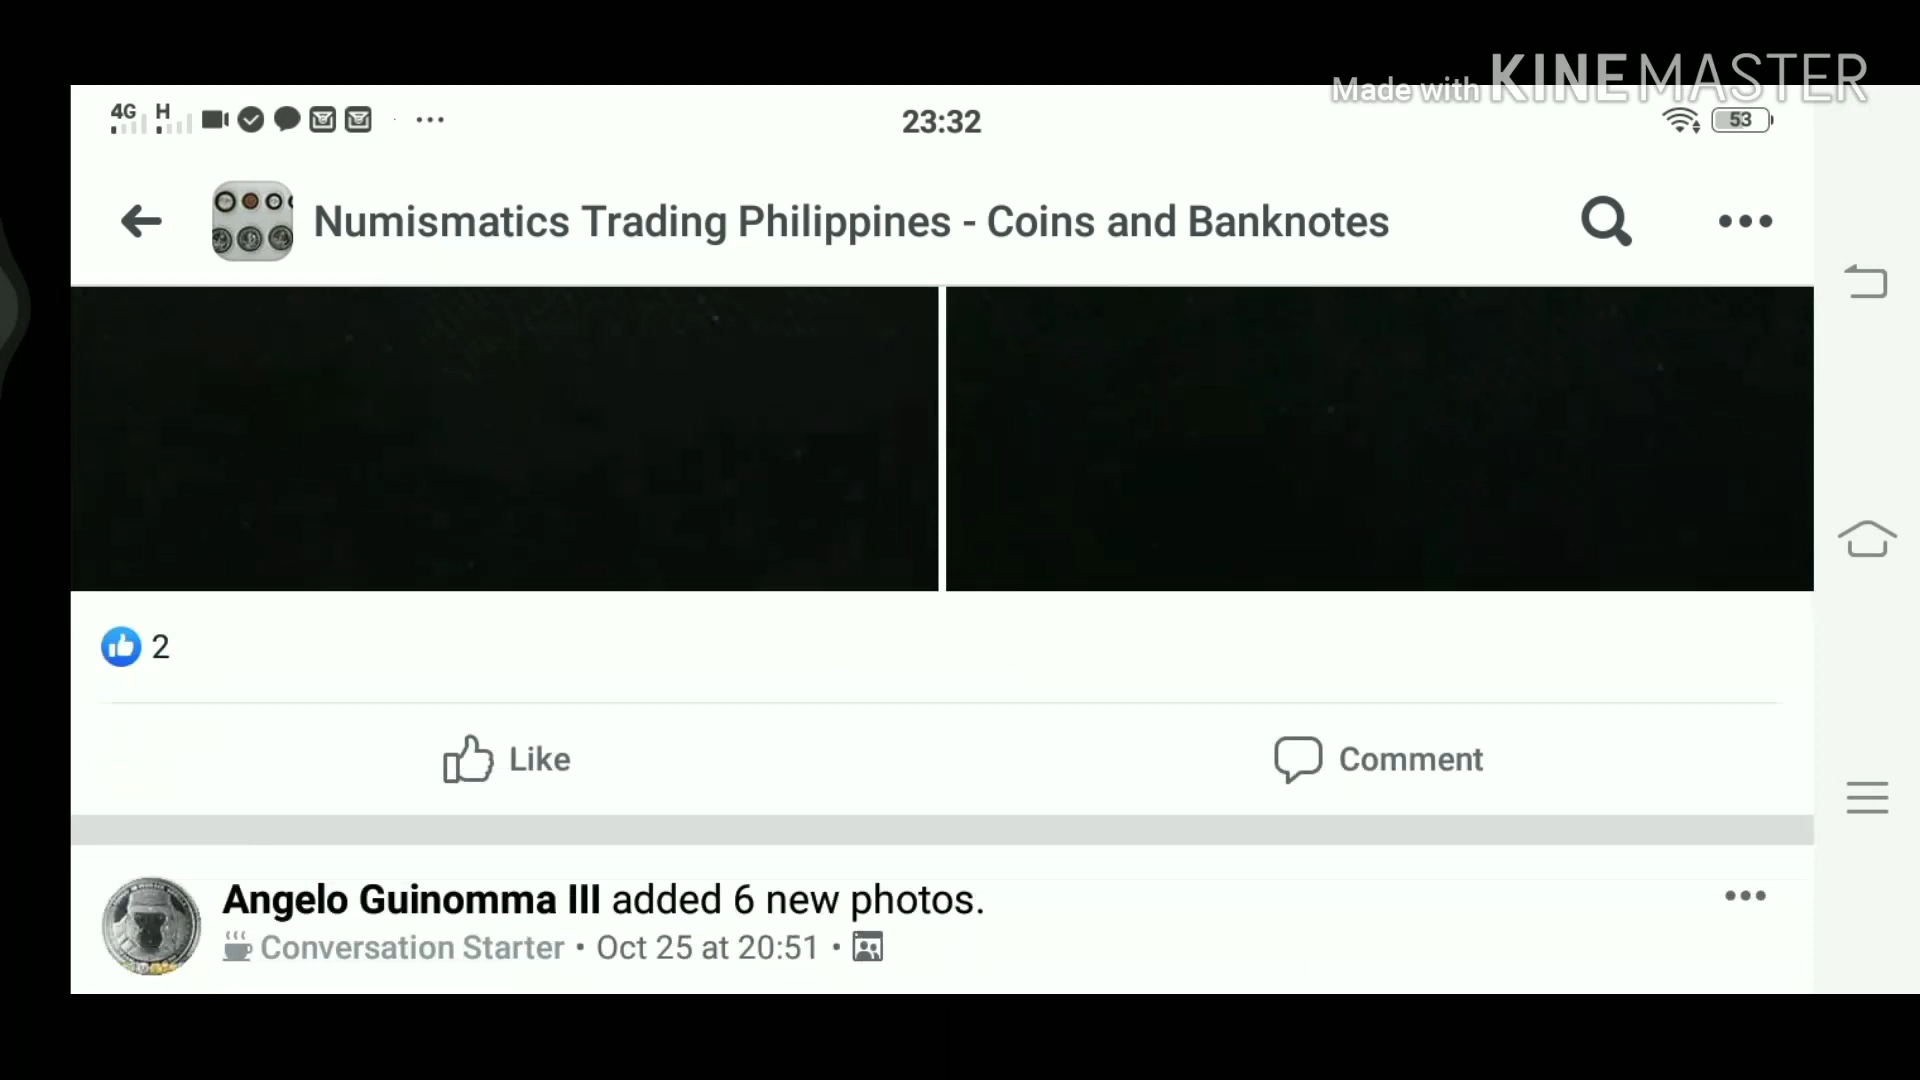 Made with KINEMASTER
4G H 23:32 53
Numismatics Trading Philippines - Coins and Banknotes
2
Like Comment
Angelo Guinomma III added 6 new photos.
Conversation Starter • Oct 25 at 20:51 •